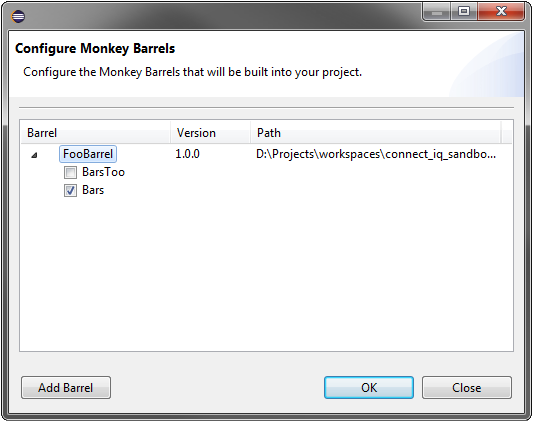 Configure Monkey Barrels
Configure the Monkey Barrels that will be built into your project.
Barrel Version Path
FooBarrel 1.0.0 D:\Projects\workspaces\connect_iq_sandbo...
BarsToo
Bars
Add Barrel OK Close